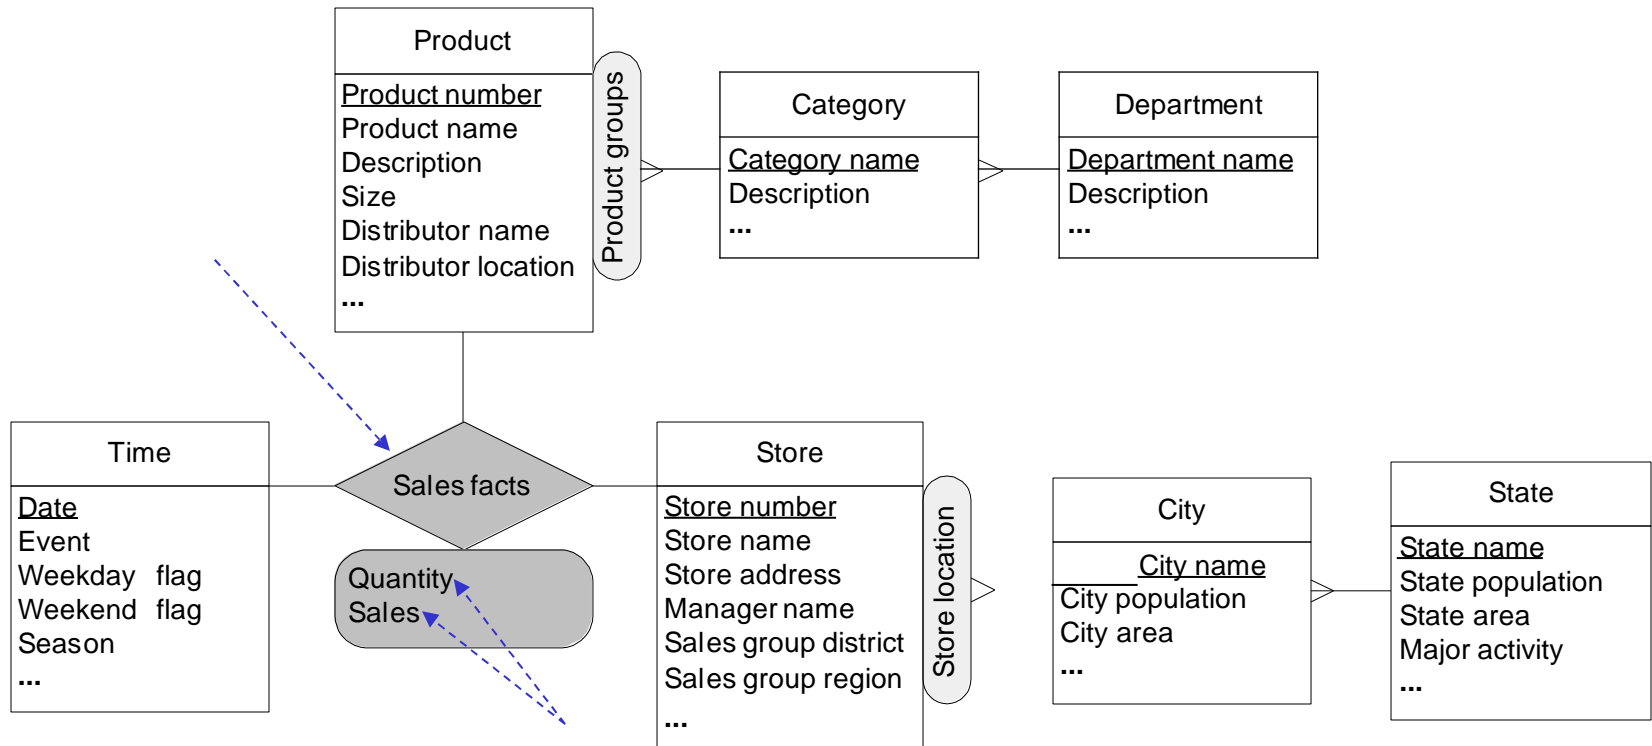 Product
Product number
Product name
Description
Size
Distributor name
Distributor location
...
Product groups
Category
Category name
Description
...
Department
Department name
Description
...
Time
Date
Event
Weekday flag
Weekend flag
Season
...
Sales facts
Quantity
Sales
Store
Store number
Store name
Store address
Manager name
Sales group district
Sales group region
...
Store location
City
City name
City population
City area
...
State
State name
State population
State area
Major activity
...